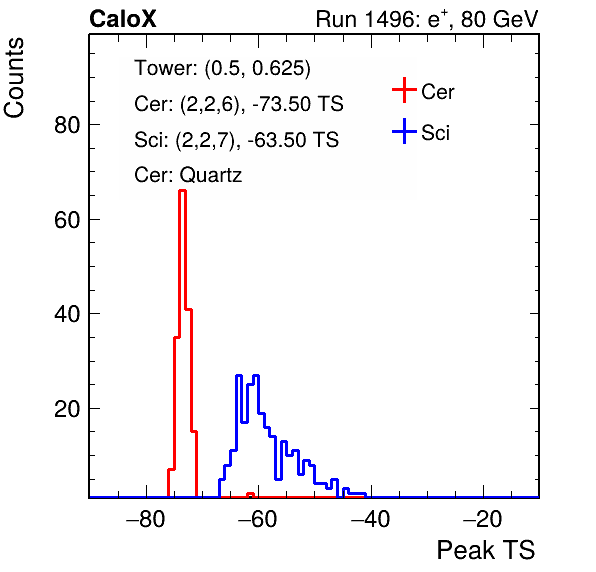 CaloX Run 1496: e+, 80 GeV
Counts
Tower: (0.5, 0.625)
Cer: (2,2,6), -73.50 TS
Sci: (2,2,7), -63.50 TS
Cer: Quartz
Cer
Sci
80
60
40
20
−80 −60 −40 −20
Peak TS